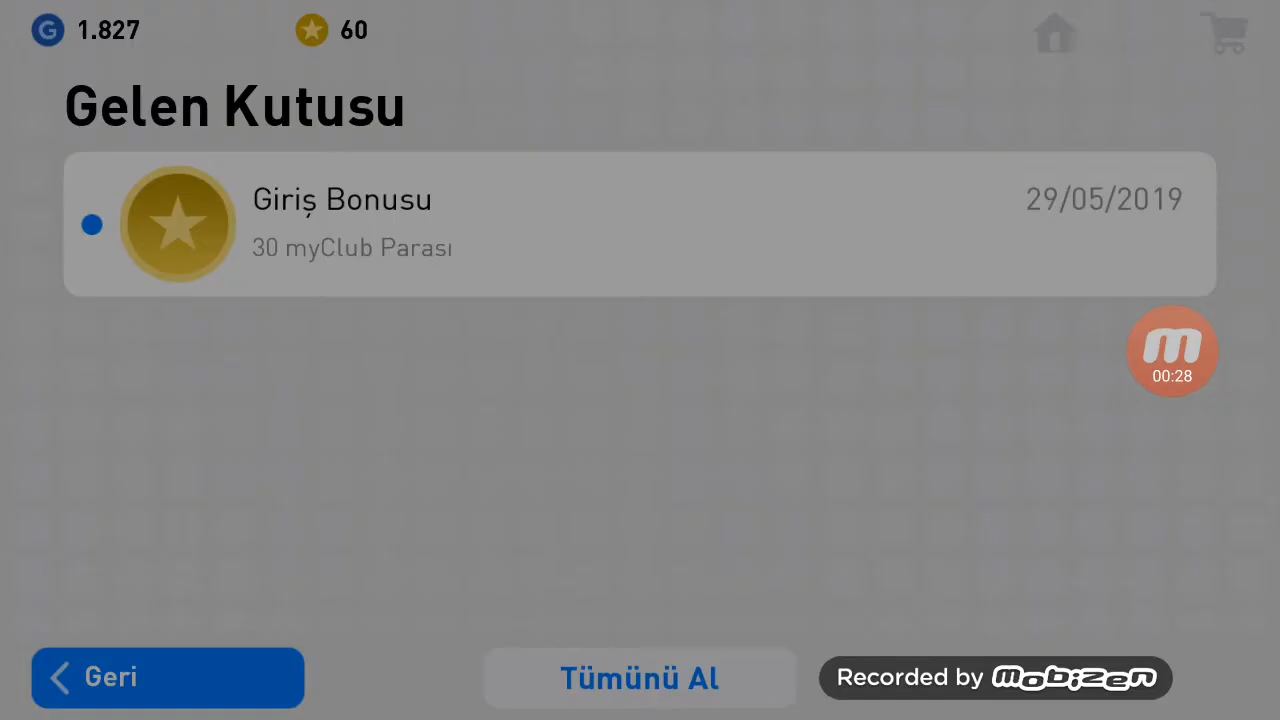 G 1.827 60
Gelen Kutusu
Giriş Bonusu 29/05/2019
30 myClub Parası
m
00:28
Geri Tümünü Al Recorded by mobizen